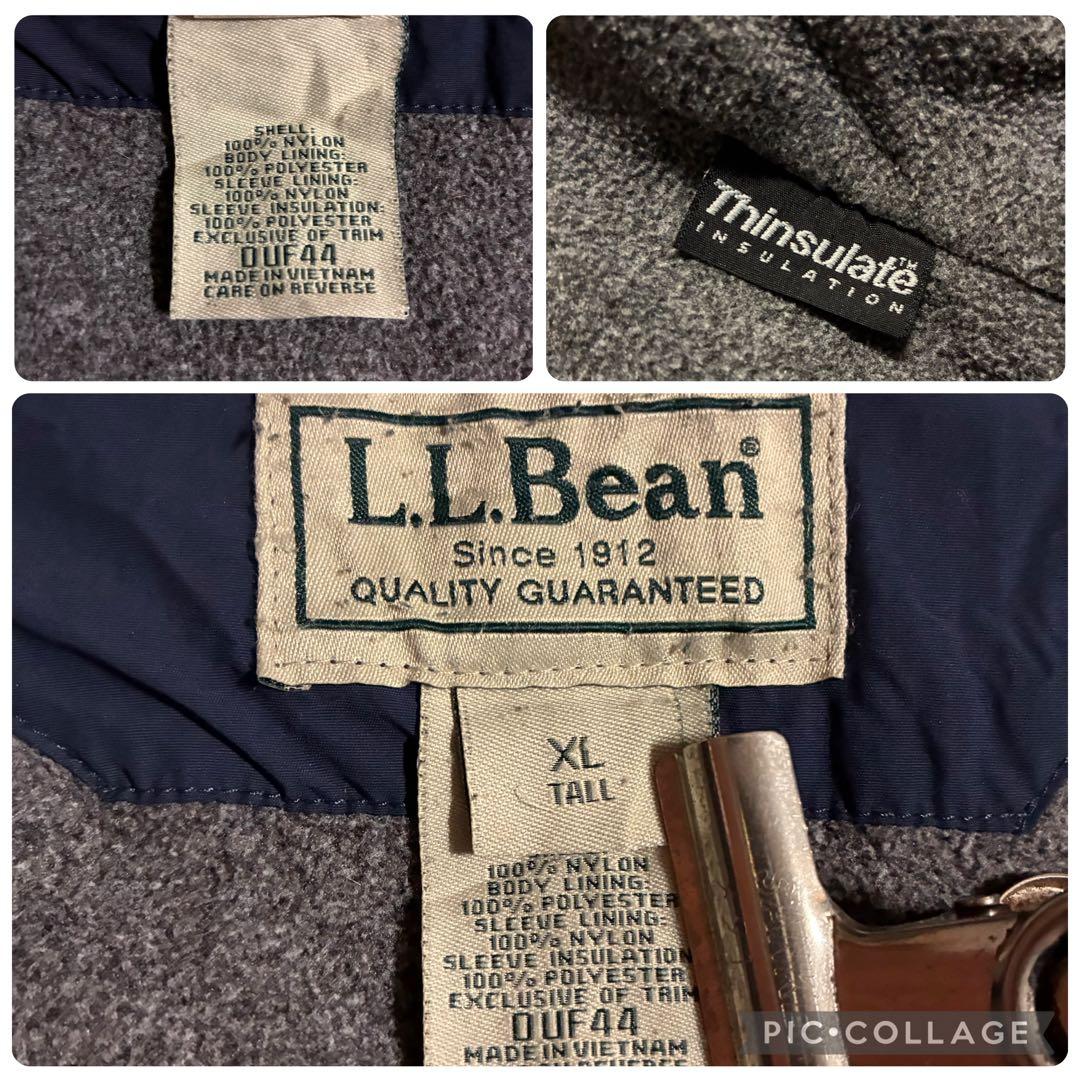 SHELL:
100% NYLON
BODY LINING:
100% POLYESTER
SLEEVE LINING:
100% NYLON
SLEEVE INSULATION:
100% POLYESTER
EXCLUSIVE OF TRIM
0UF44
MADE IN VIETNAM
CARE ON REVERSE
Thinsulate™
INSULATION
L.L.Bean®
Since 1912
QUALITY GUARANTEED
XL
TALL
100% NYLON
BODY LINING:
100% POLYESTER
SLEEVE LINING:
100% NYLON
SLEEVE INSULATION
100% POLYESTER
EXCLUSIVE OF TRIM
0UF44
MADE IN VIETNAM
PIC•COLLAGE